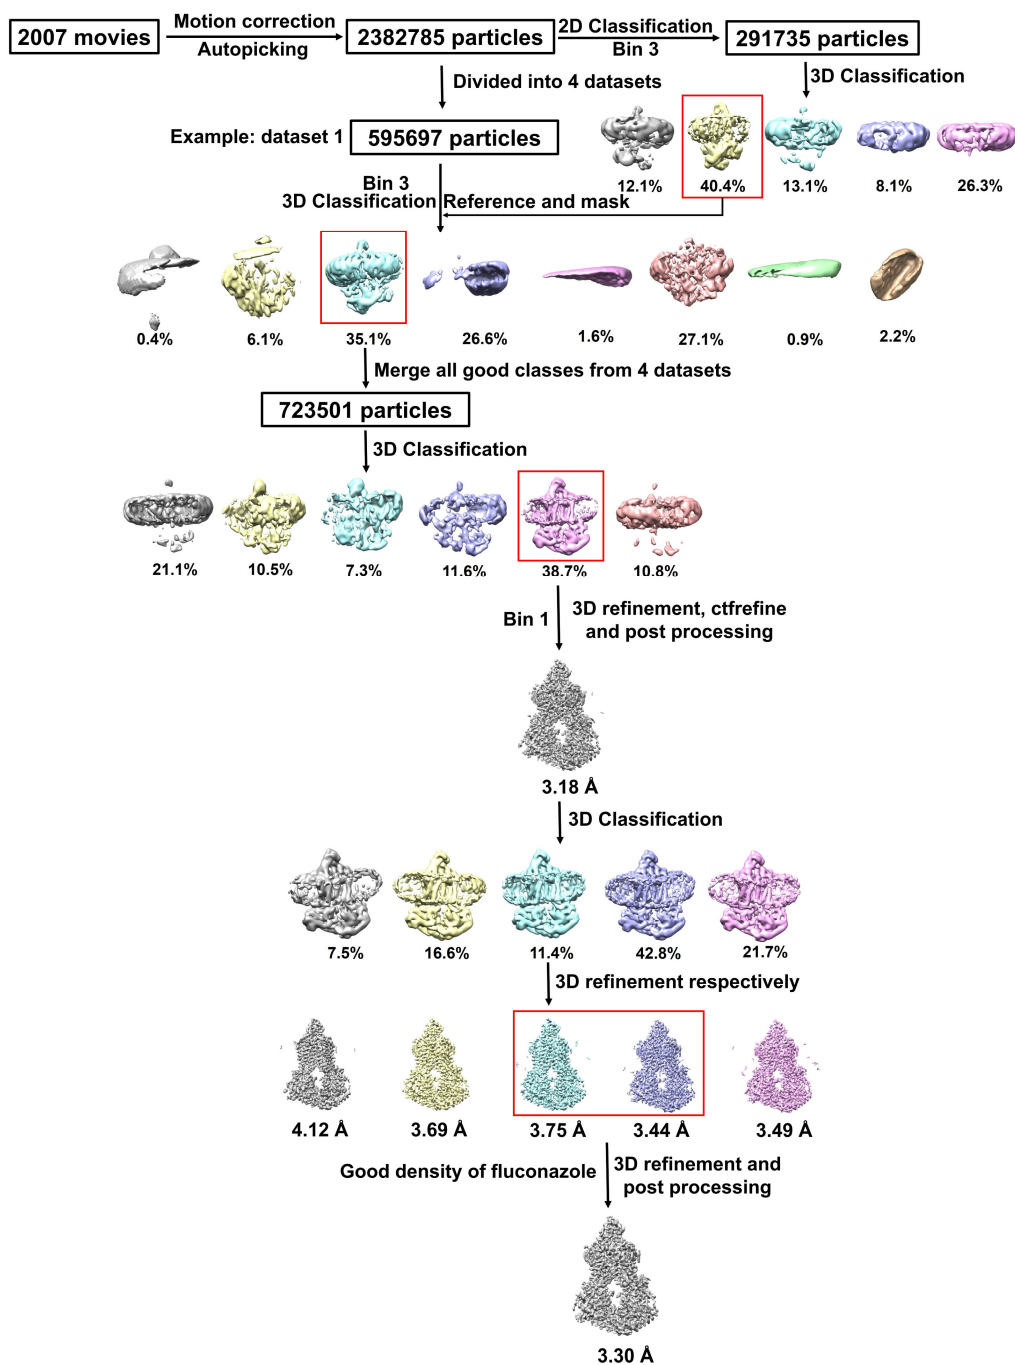 2007 movies
Motion correction
Autopicking
2382785 particles
2D Classification
Bin 3
291735 particles
Divided into 4 datasets
3D Classification
Example: dataset 1
595697 particles
12.1%
40.4%
13.1%
8.1%
26.3%
Bin 3
3D Classification
Reference and mask
0.4%
6.1%
35.1%
26.6%
1.6%
27.1%
0.9%
2.2%
Merge all good classes from 4 datasets
723501 particles
3D Classification
21.1%
10.5%
7.3%
11.6%
38.7%
10.8%
Bin 1
3D refinement, ctfrefine
and post processing
3.18 Å
3D Classification
7.5%
16.6%
11.4%
42.8%
21.7%
3D refinement respectively
4.12 Å
3.69 Å
3.75 Å
3.44 Å
3.49 Å
Good density of fluconazole
3D refinement and
post processing
3.30 Å